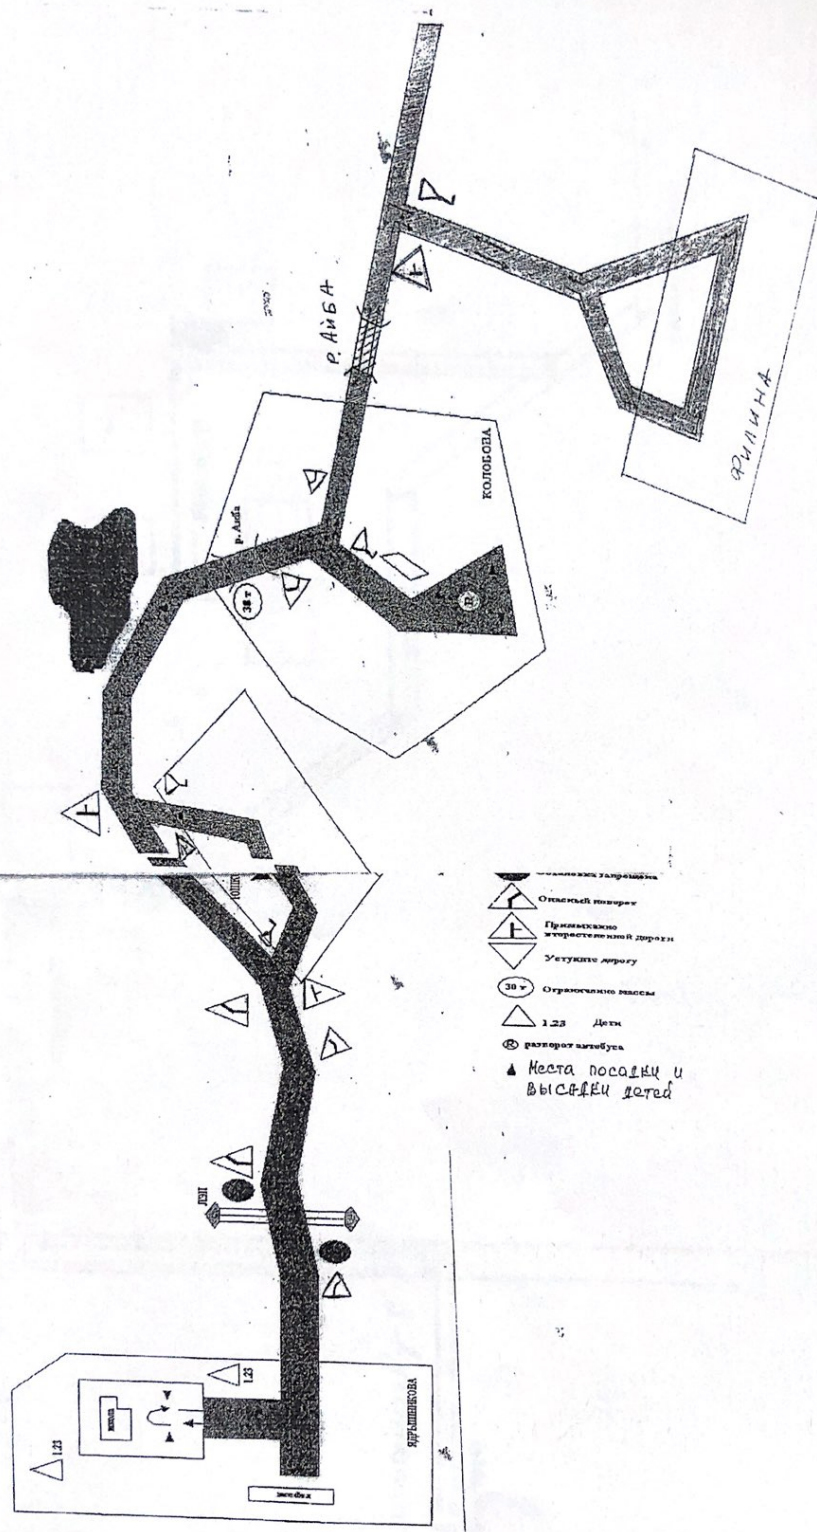 Р. АЙБА
ФИЛИНА
КОЛОБОВА
р. Айба
38 т
R
Опасный поворот
Примыкание
второстепенной дороги
Уступите дорогу
30 т Ограничение массы
1.23 Дети
R разворот автобуса
Места посадки и
высадки детей
ЛЭП
1.23
1.23
школа
ЯДРЫШНИКОВА